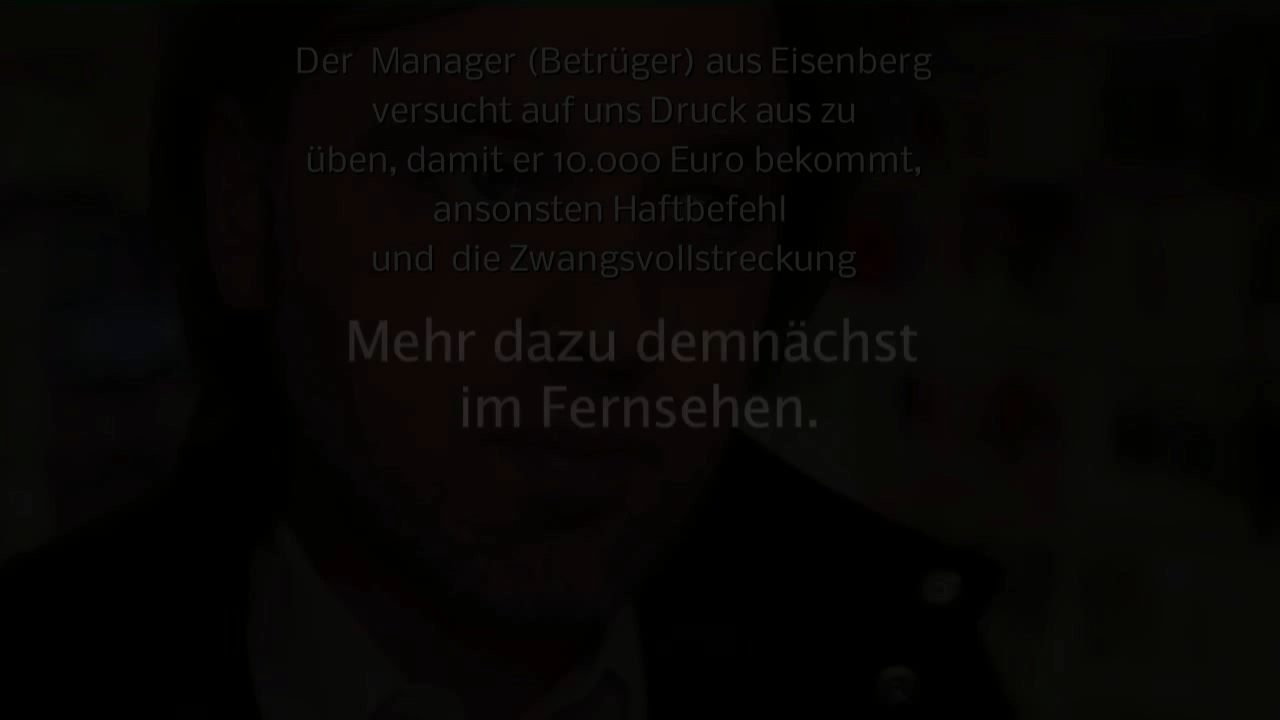 Der Manager (Betrüger) aus Eisenberg
versucht auf uns Druck aus zu
üben, damit er 10.000 Euro bekommt,
ansonsten Haftbefehl
und die Zwangsvollstreckung
Mehr dazu demnächst
im Fernsehen.